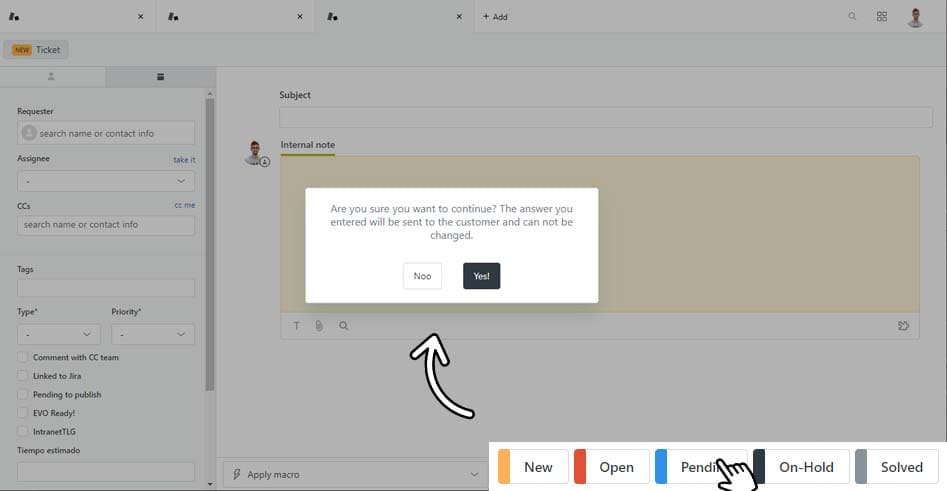 + Add
NEW Ticket
Requester
search name or contact info
Assignee
take it
-
CCs
cc me
search name or contact info
Tags
Type*
Priority*
-
-
Comment with CC team
Linked to Jira
Pending to publish
EVO Ready!
IntranetTLG
Tiempo estimado
Subject
Internal note
Are you sure you want to continue? The answer you
entered will be sent to the customer and can not be
changed.
Noo
Yes!
T
Apply macro
New
Open
On-Hold
Solved